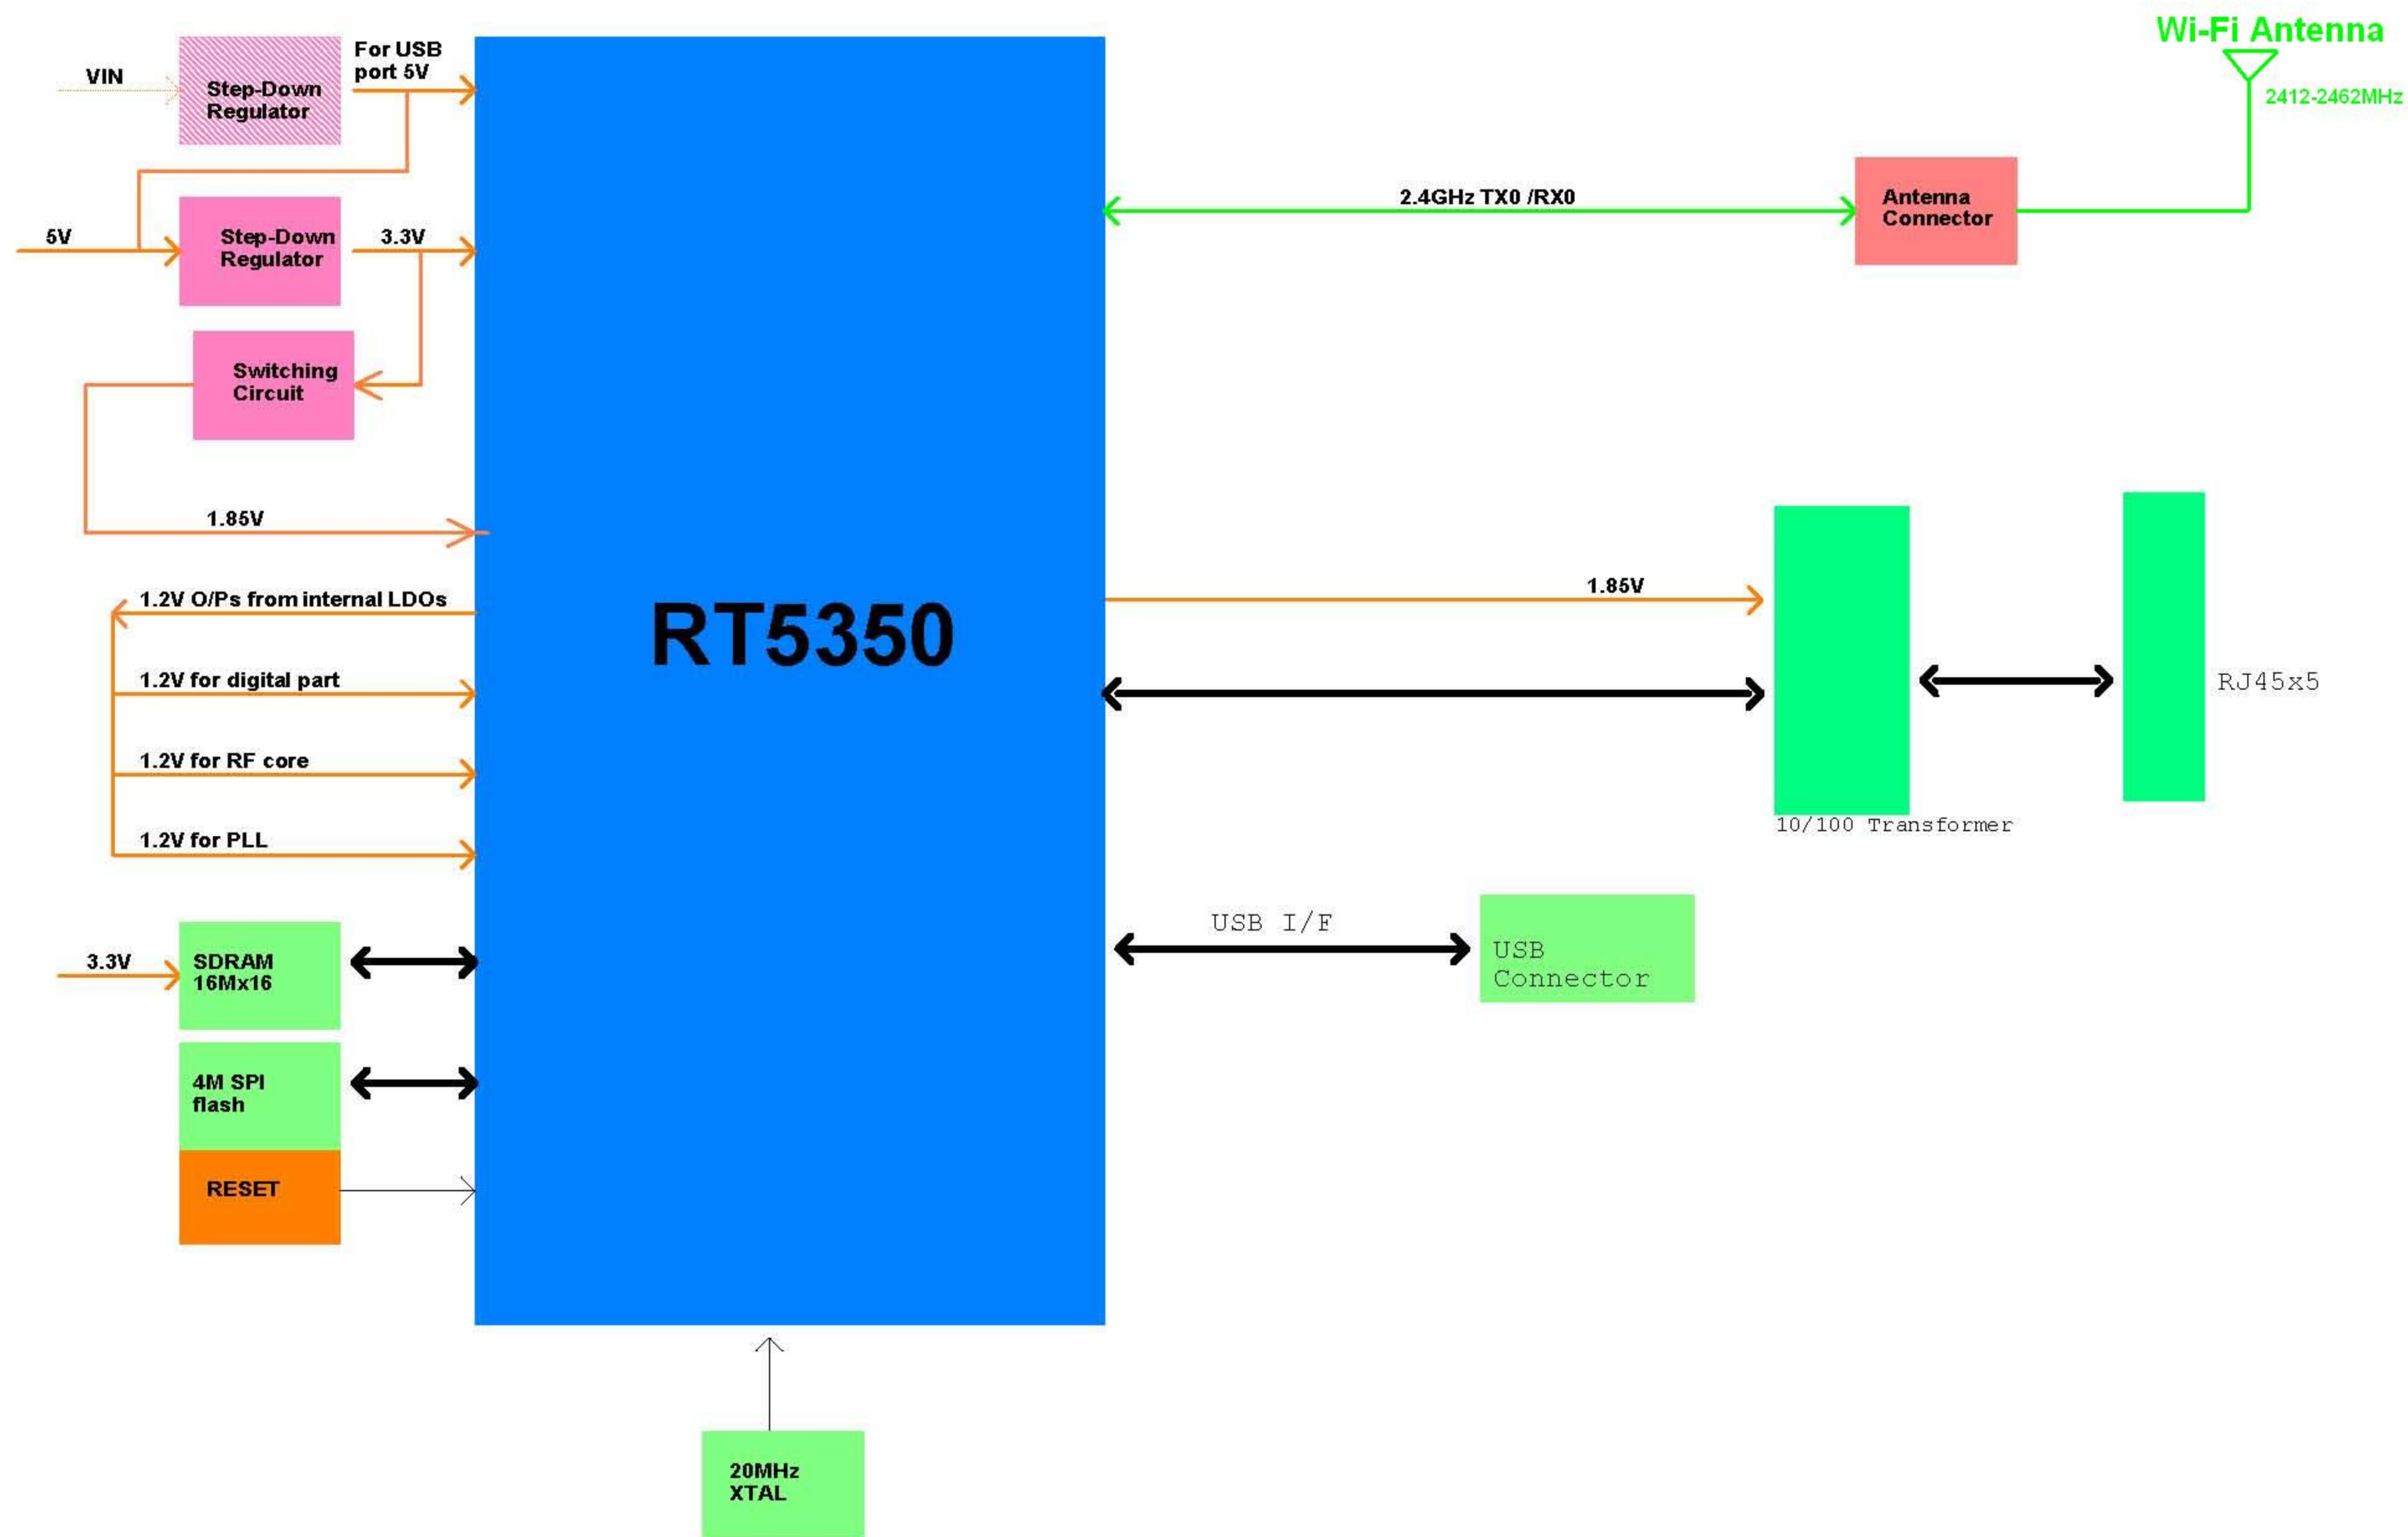 Wi-Fi Antenna
2412-2462MHz
For USB
port 5V
VIN
Step-Down
Regulator
2.4GHz TX0 /RX0
Antenna
Connector
5V
Step-Down
Regulator
3.3V
Switching
Circuit
1.85V
1.2V O/Ps from internal LDOs
RT5350
1.85V
1.2V for digital part
RJ45x5
1.2V for RF core
1.2V for PLL
10/100 Transformer
3.3V
SDRAM
16Mx16
USB I/F
USB
Connector
4M SPI
flash
RESET
20MHz
XTAL